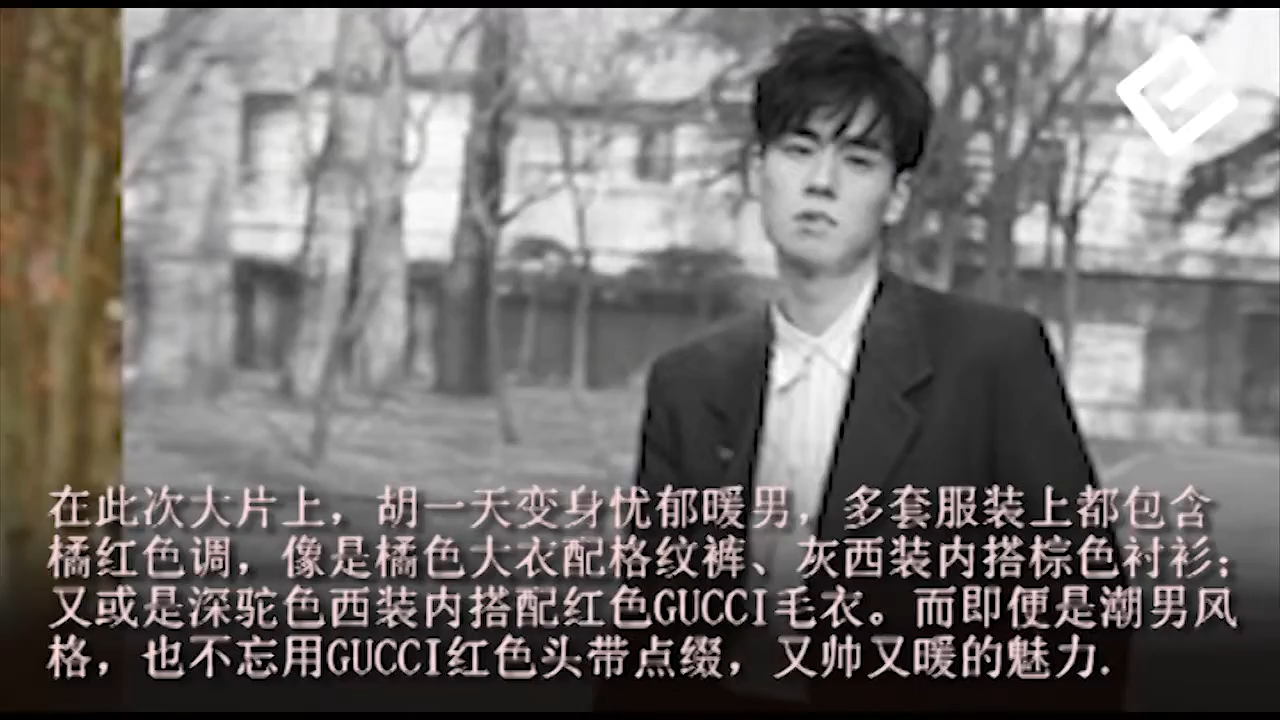 在此次大片上，胡一天变身忧郁暖男，多套服装上都包含
橘红色调，像是橘色大衣配格纹裤、灰西装内搭棕色衬衫；
又或是深驼色西装内搭配红色GUCCI毛衣。而即便是潮男风
格，也不忘用GUCCI红色头带点缀，又帅又暖的魅力.